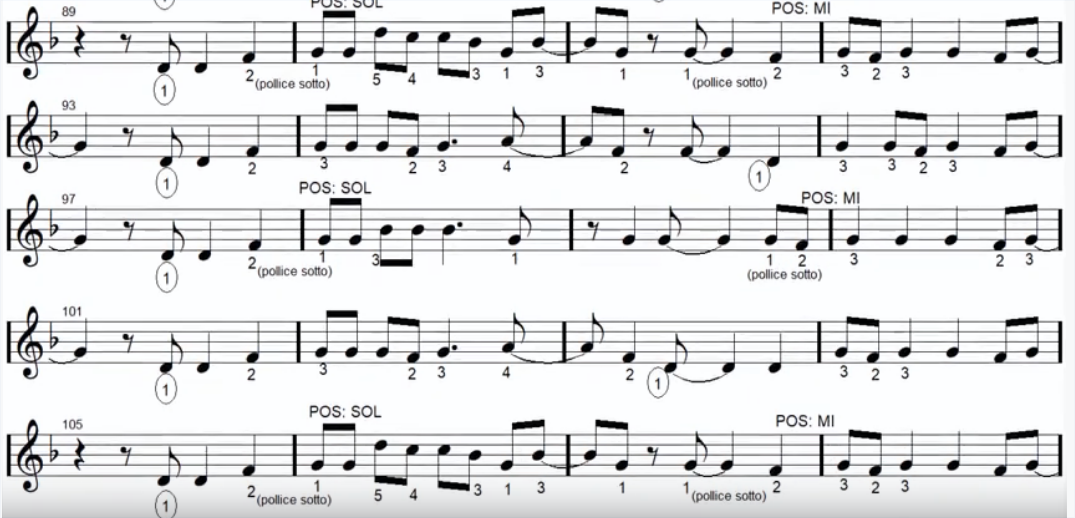 POS: SOL
POS: MI
89
1 2 (pollice sotto) 1 5 4 3 1 3 1 1 (pollice sotto) 2 3 2 3
93
1 2 3 2 3 4 2 1 3 3 2 3
POS: SOL
POS: MI
97
1 2 (pollice sotto) 1 3 1 1 2 (pollice sotto) 3 2 3
101
1 2 3 2 3 4 2 1 3 2 3
POS: SOL
POS: MI
105
1 2 (pollice sotto) 1 5 4 3 1 3 1 1 (pollice sotto) 2 3 2 3